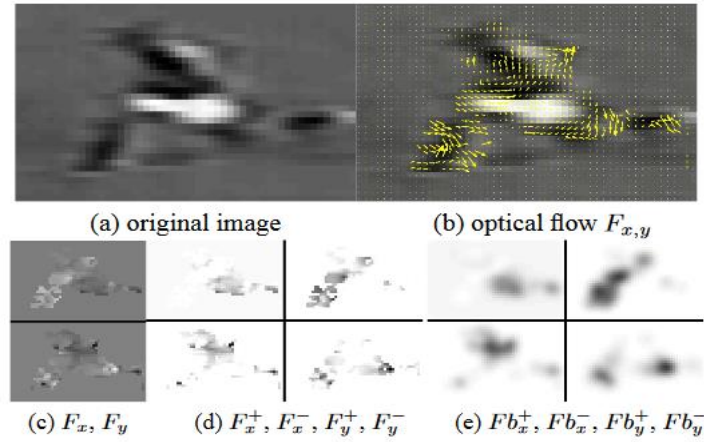 (a) original image (b) optical flow $F_{x,y}$
(c) $F_x, F_y$ (d) $F_x^+, F_x^-, F_y^+, F_y^-$ (e) $Fb_x^+, Fb_x^-, Fb_y^+, Fb_y^-$